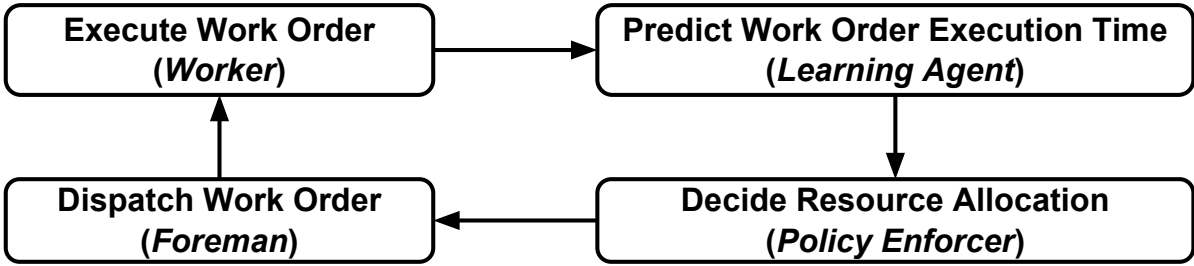 Execute Work Order
(Worker)
Predict Work Order Execution Time
(Learning Agent)
Dispatch Work Order
(Foreman)
Decide Resource Allocation
(Policy Enforcer)